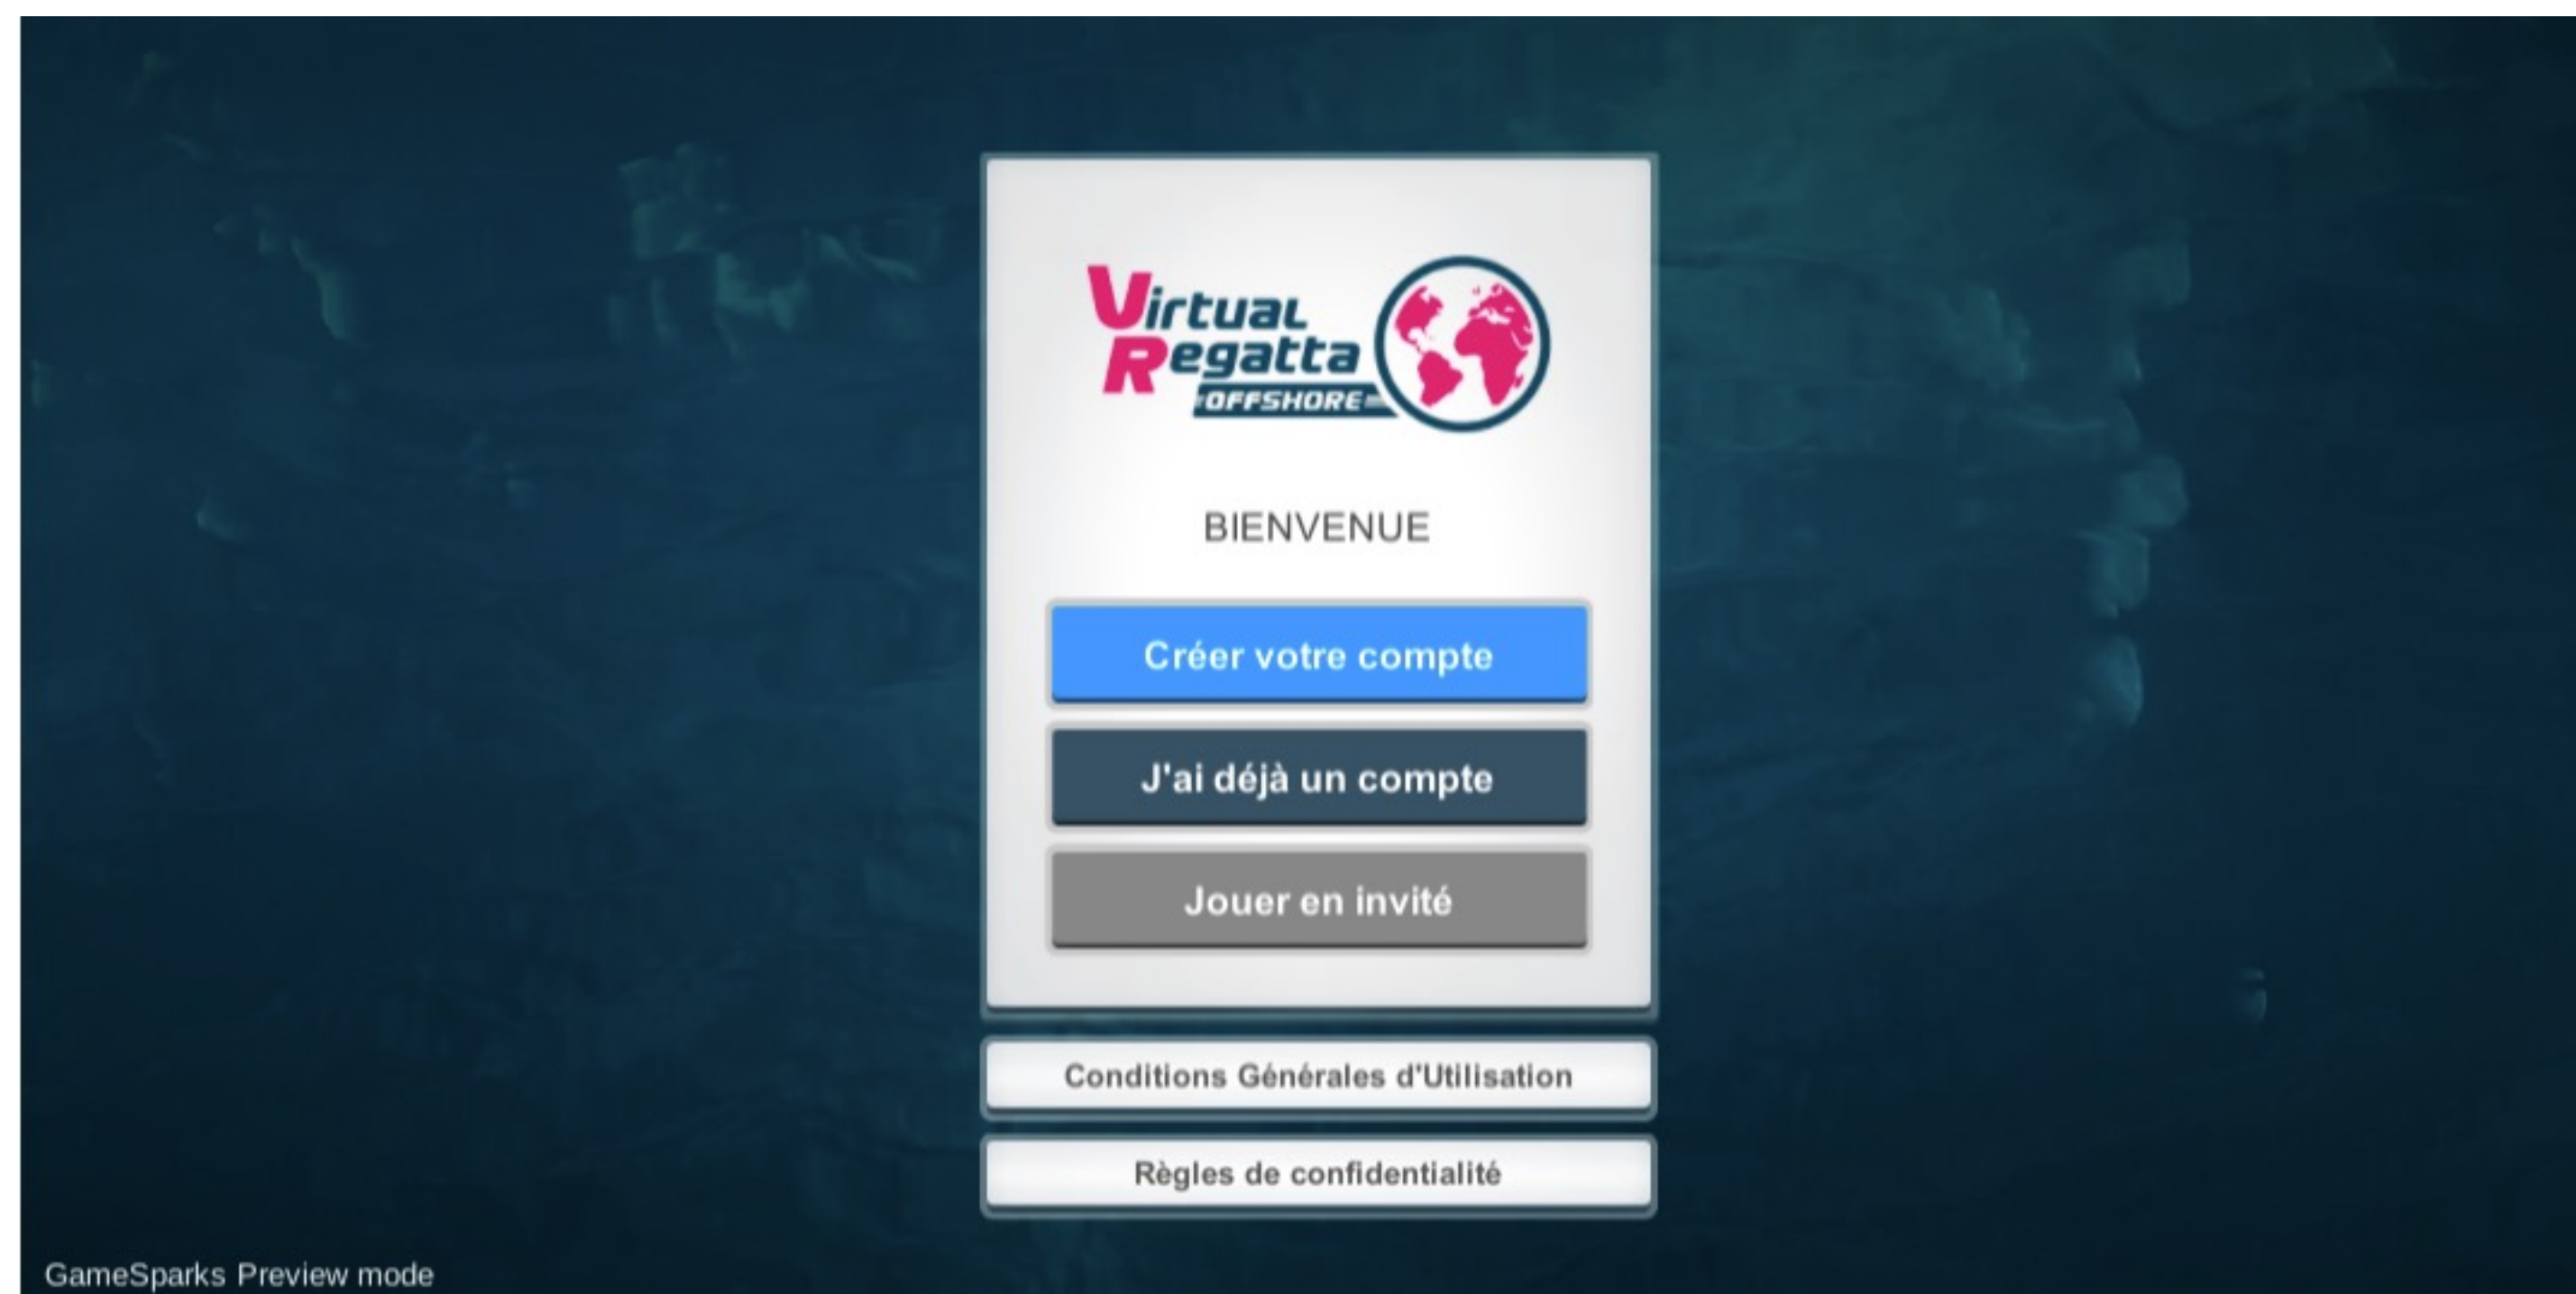 Virtual
Regatta
OFFSHORE
BIENVENUE
Créer votre compte
J'ai déjà un compte
Jouer en invité
Conditions Générales d'Utilisation
Règles de confidentialité
GameSparks Preview mode